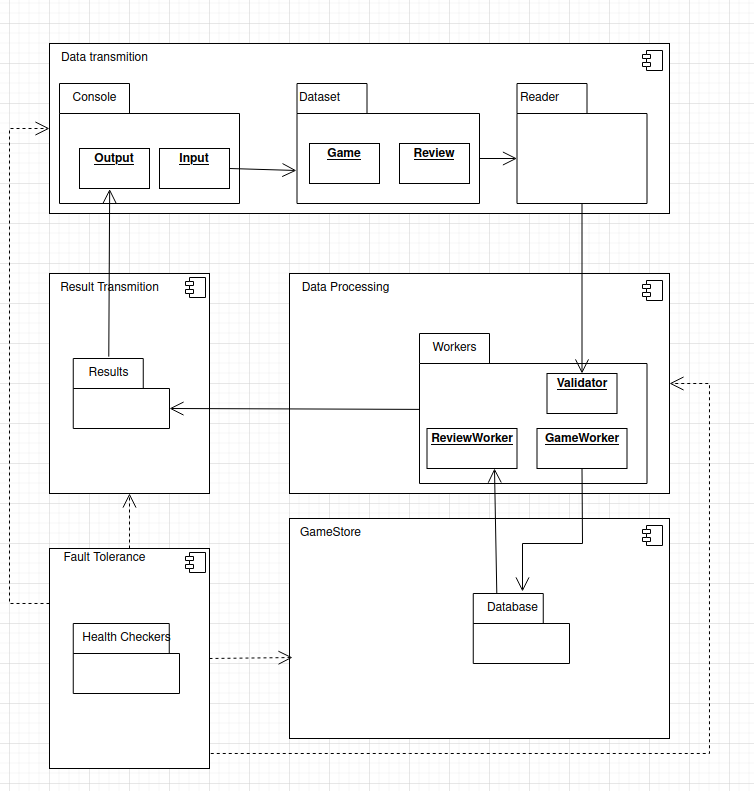 Data transmition
Console
Dataset
Reader
Output
Input
Game
Review
Result Transmition
Data Processing
Workers
Results
Validator
ReviewWorker
GameWorker
GameStore
Fault Tolerance
Database
Health Checkers